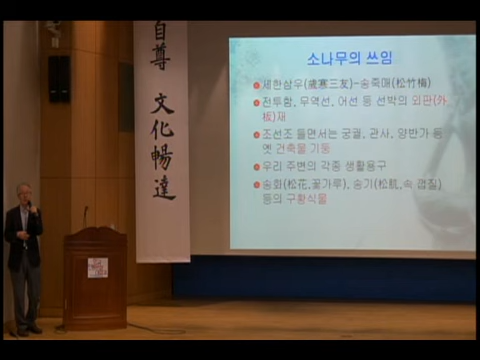 自尊 文化暢達
소나무의 쓰임
세한삼우(歲寒三友)-송죽매(松竹梅)
전투함, 무역선, 어선 등 선박의 외판(外
板)재
조선조 들면서는 궁궐, 관사, 양반가 등
옛 건축물 기둥
우리 주변의 각종 생활용구
송화(松花,꽃가루), 송기(松肌,속 껍질)
등의 구황식물